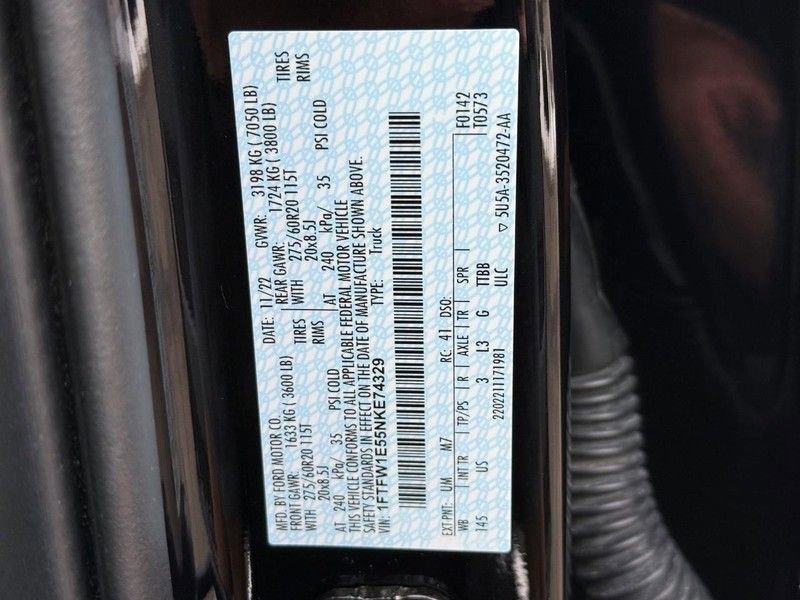 MFD. BY FORD MOTOR CO. DATE: 11/22 GVWR: 3198 KG ( 7050 LB)
FRONT GAWR: 1633 KG ( 3600 LB) REAR GAWR: 1724 KG ( 3800 LB)
WITH 275/60R20 115T TIRES WITH 275/60R20 115T TIRES
20x8.5J RIMS 20x8.5J RIMS
AT 240 kPa/ 35 PSI COLD AT 240 kPa/ 35 PSI COLD
THIS VEHICLE CONFORMS TO ALL APPLICABLE FEDERAL MOTOR VEHICLE
SAFETY STANDARDS IN EFFECT ON THE DATE OF MANUFACTURE SHOWN ABOVE.
VIN: 1FTFW1E55NKE74329 TYPE: Truck
EXT PNT: UM M7 RC: 41 DSO: F0142
WB INT TR TP/PS R AXLE TR SPR T0573
145 US 3 L3 G TTBB
2202211171981 ULC ▽ 5U5A-3520472-AA